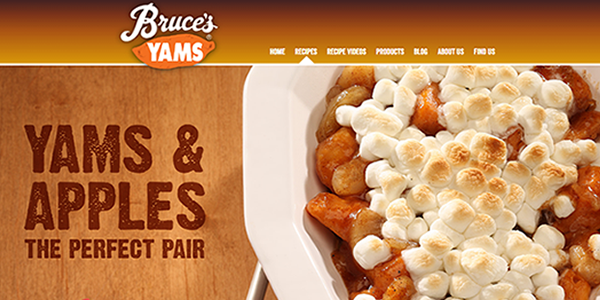 Bruce's
YAMS
HOME RECIPES RECIPE VIDEOS PRODUCTS BLOG ABOUT US FIND US
YAMS &
APPLES
THE PERFECT PAIR